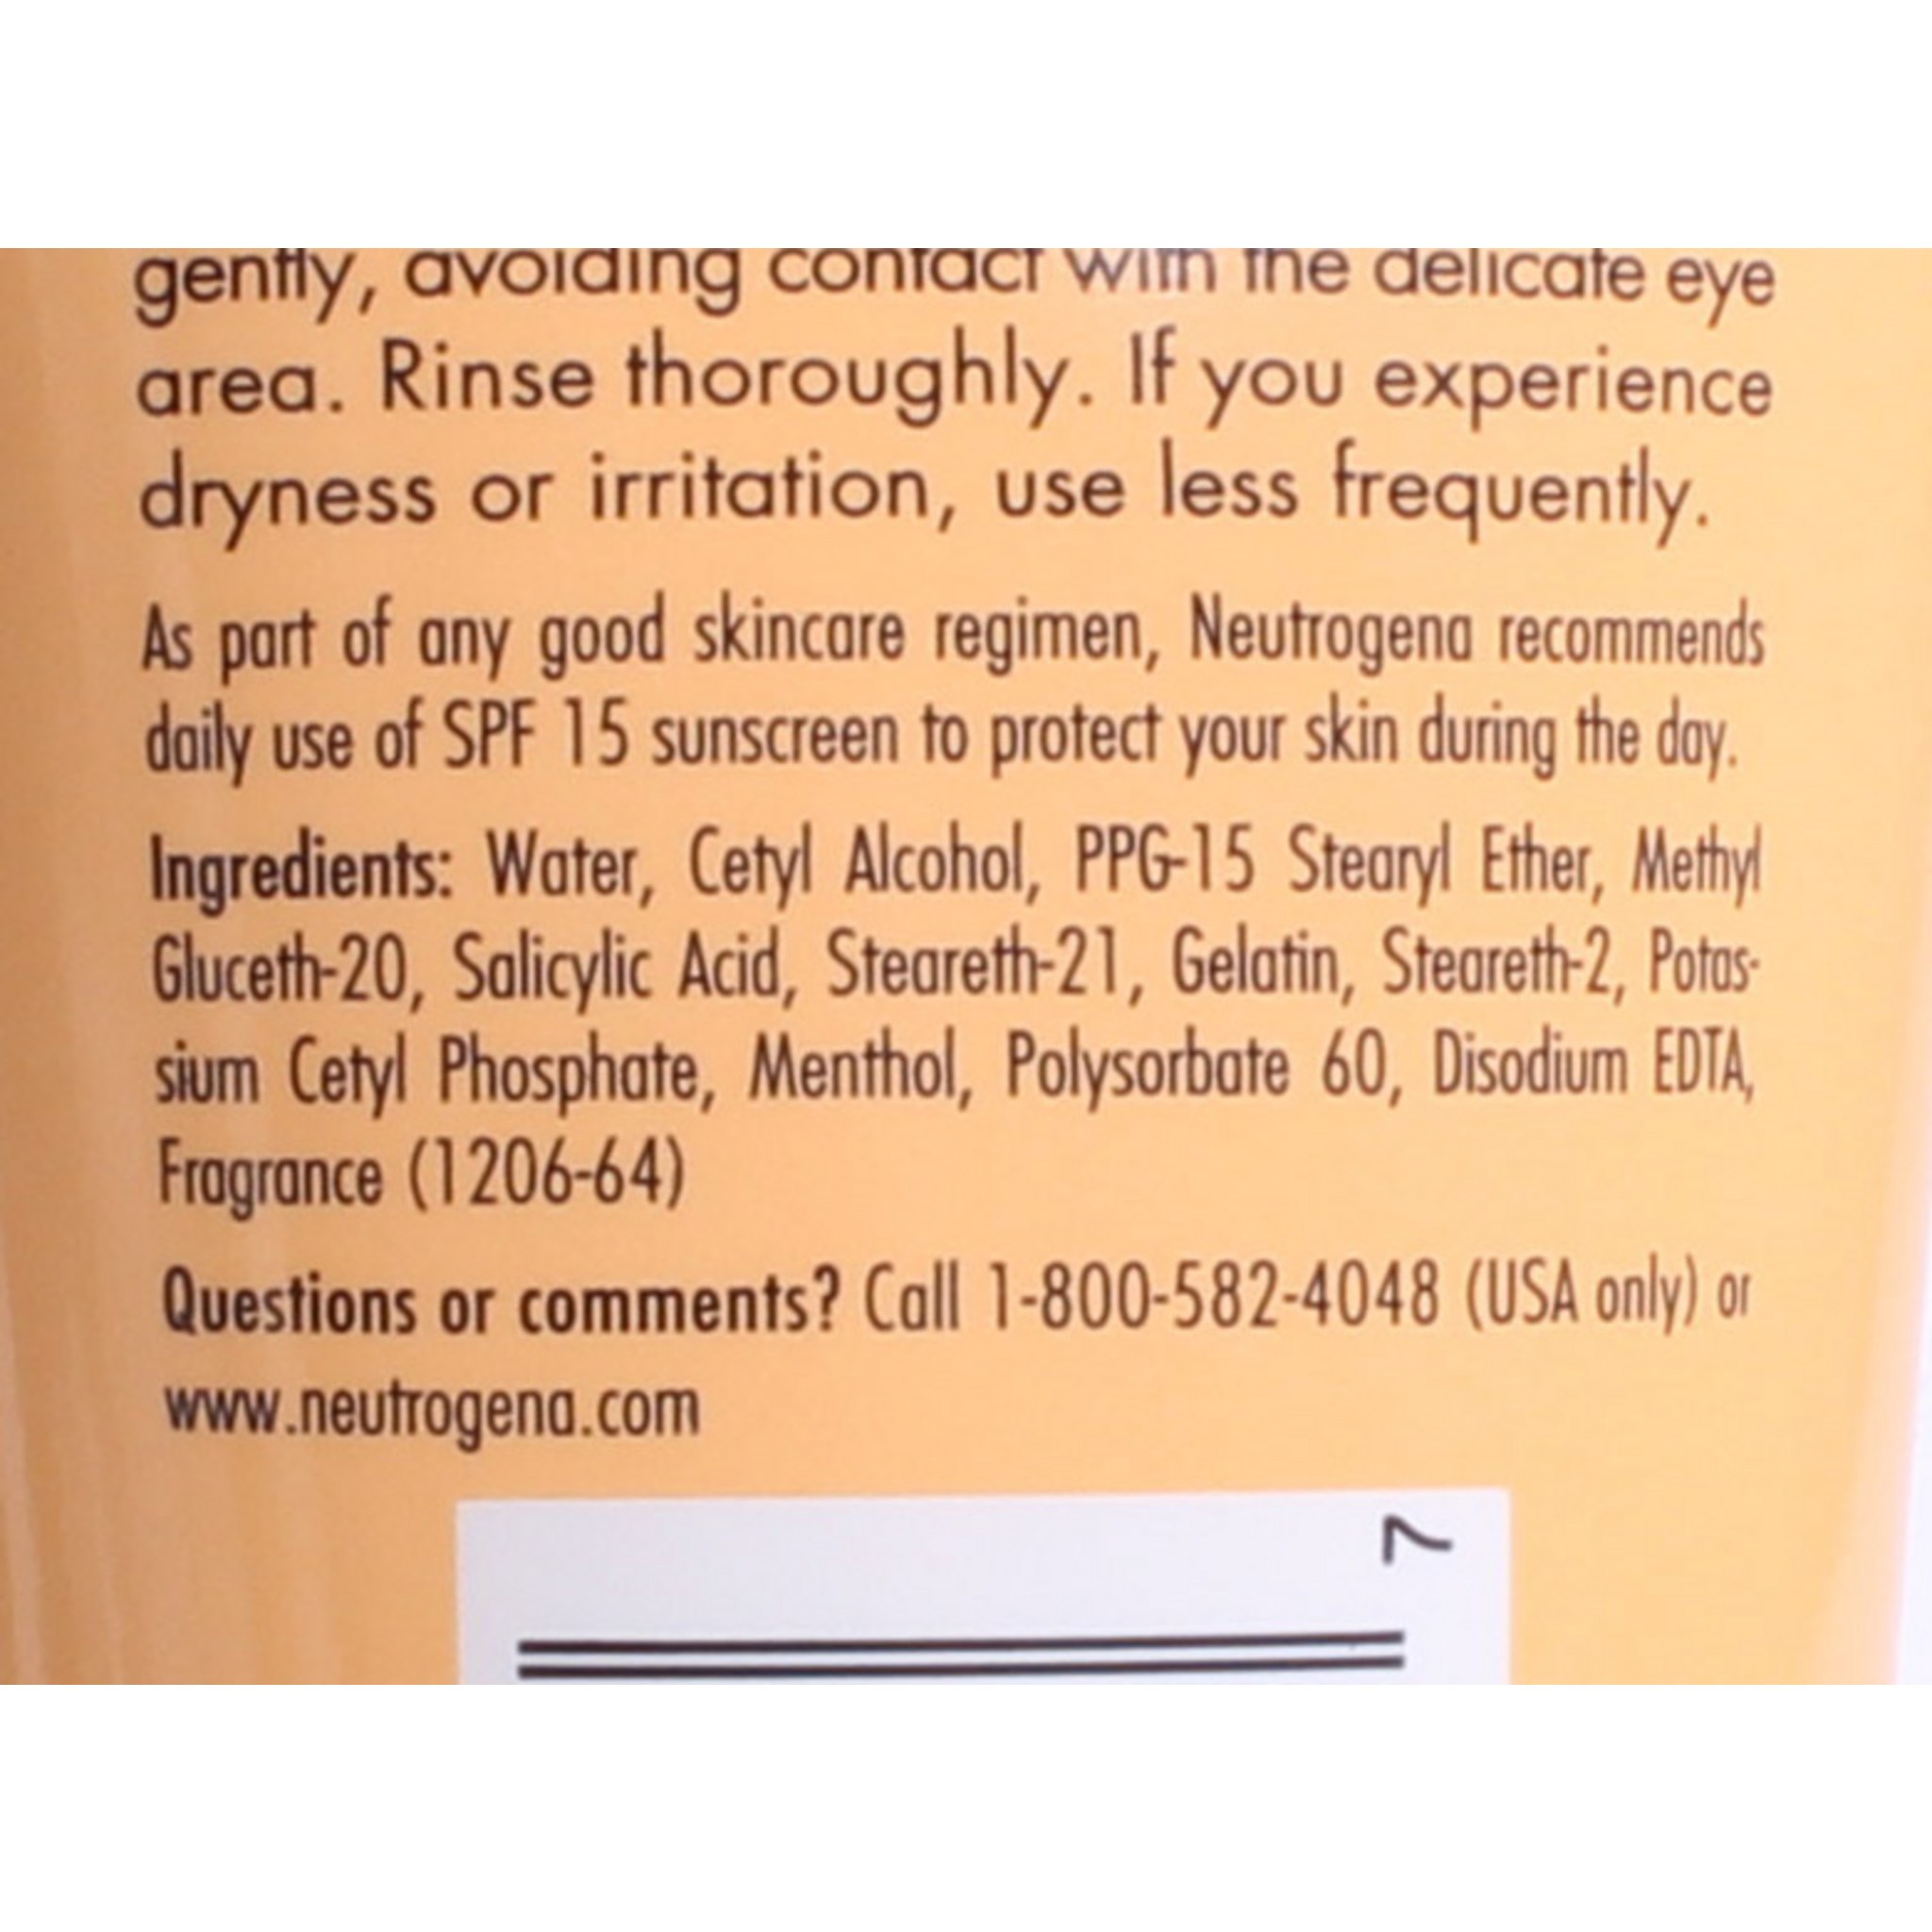 gently, avoiding contact with the delicate eye
area. Rinse thoroughly. If you experience
dryness or irritation, use less frequently.
As part of any good skincare regimen, Neutrogena recommends
daily use of SPF 15 sunscreen to protect your skin during the day.
Ingredients: Water, Cetyl Alcohol, PPG-15 Stearyl Ether, Methyl
Gluceth-20, Salicylic Acid, Steareth-21, Gelatin, Steareth-2, Potas-
sium Cetyl Phosphate, Menthol, Polysorbate 60, Disodium EDTA,
Fragrance (1206-64)
Questions or comments? Call 1-800-582-4048 (USA only) or
www.neutrogena.com
7